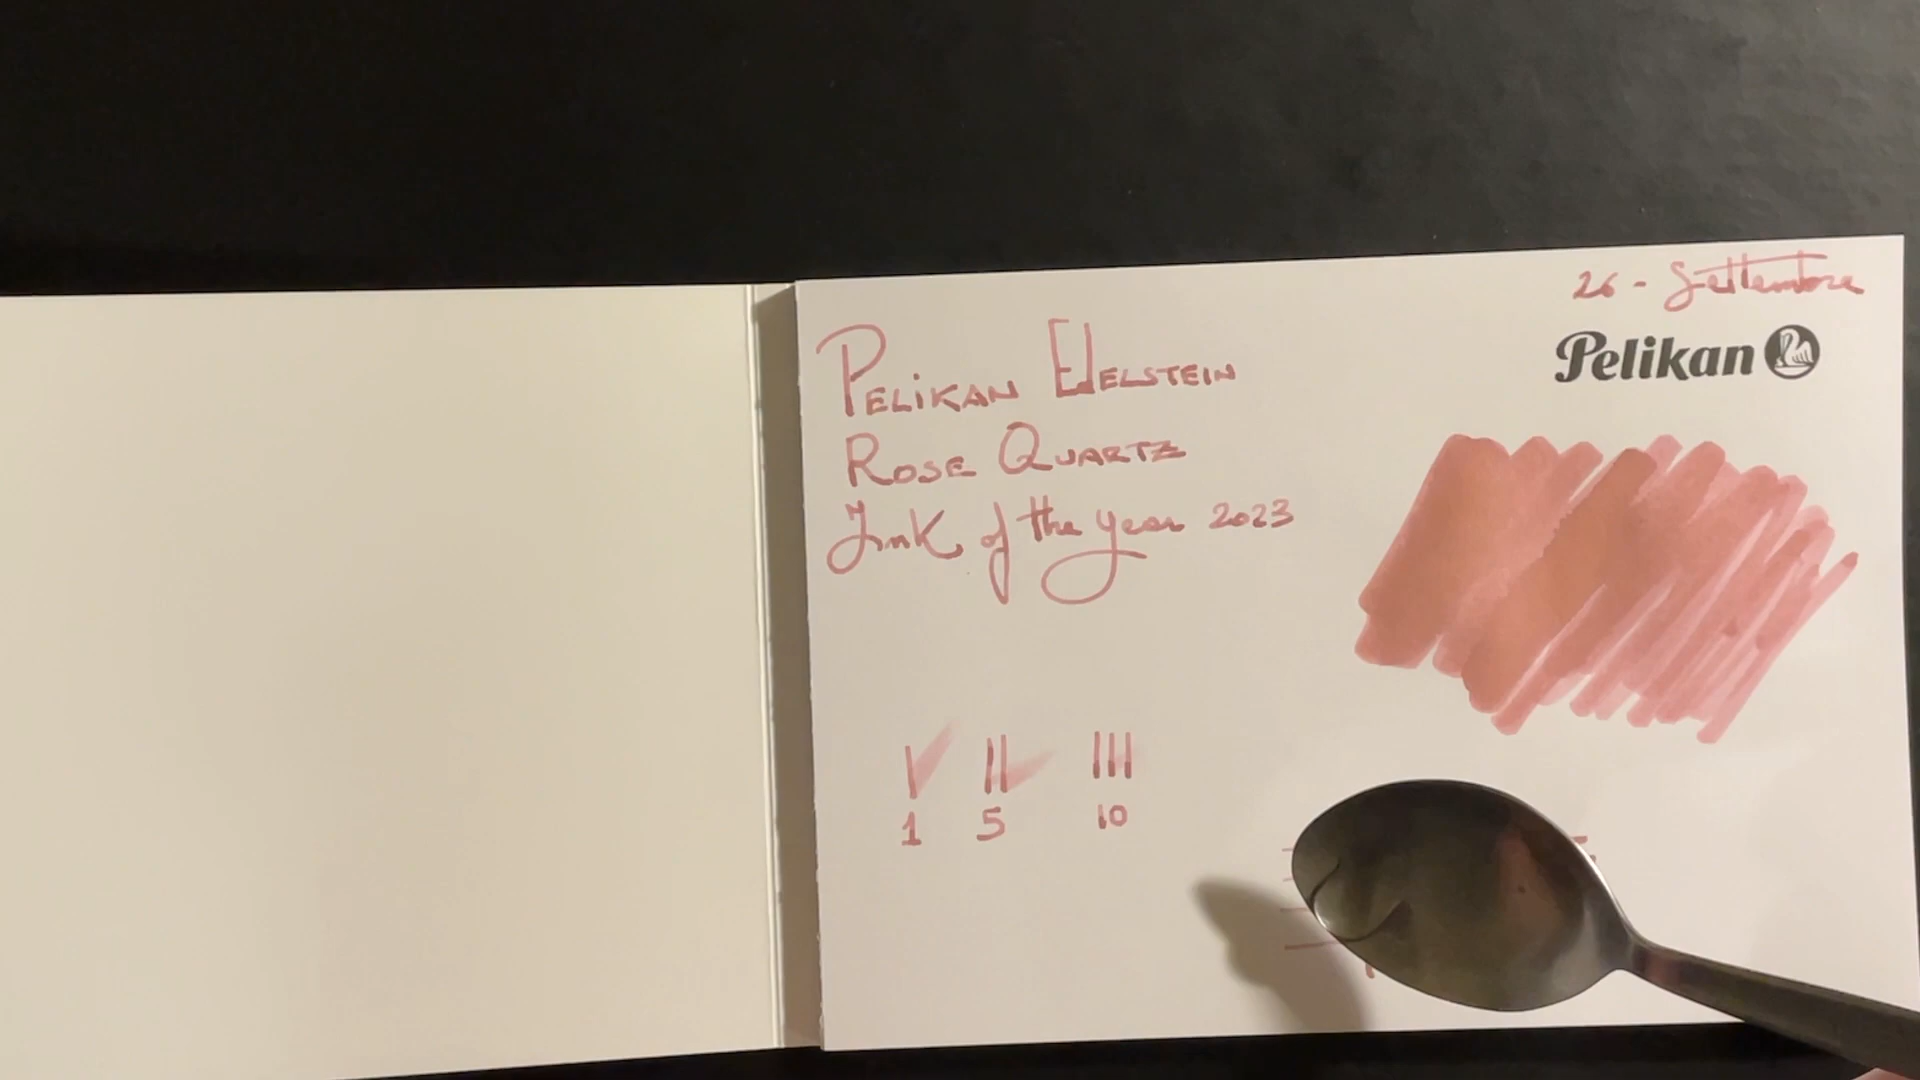 26 - Settembre
Pelikan
PELiKAN EdELSTEIN
ROSE QUARTZ
Ink of the year 2023
1 5 10